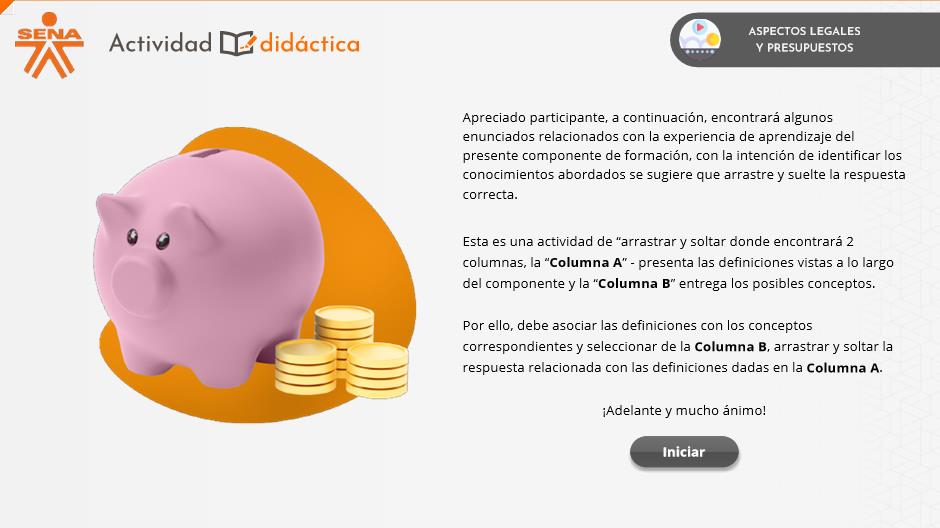 SENA
Actividad didáctica
ASPECTOS LEGALES
Y PRESUPUESTOS
Apreciado participante, a continuación, encontrará algunos
enunciados relacionados con la experiencia de aprendizaje del
presente componente de formación, con la intención de identificar los
conocimientos abordados se sugiere que arrastre y suelte la respuesta
correcta.
Esta es una actividad de “arrastrar y soltar donde encontrará 2
columnas, la “Columna A” - presenta las definiciones vistas a lo largo
del componente y la “Columna B” entrega los posibles conceptos.
Por ello, debe asociar las definiciones con los conceptos
correspondientes y seleccionar de la Columna B, arrastrar y soltar la
respuesta relacionada con las definiciones dadas en la Columna A.
¡Adelante y mucho ánimo!
Iniciar